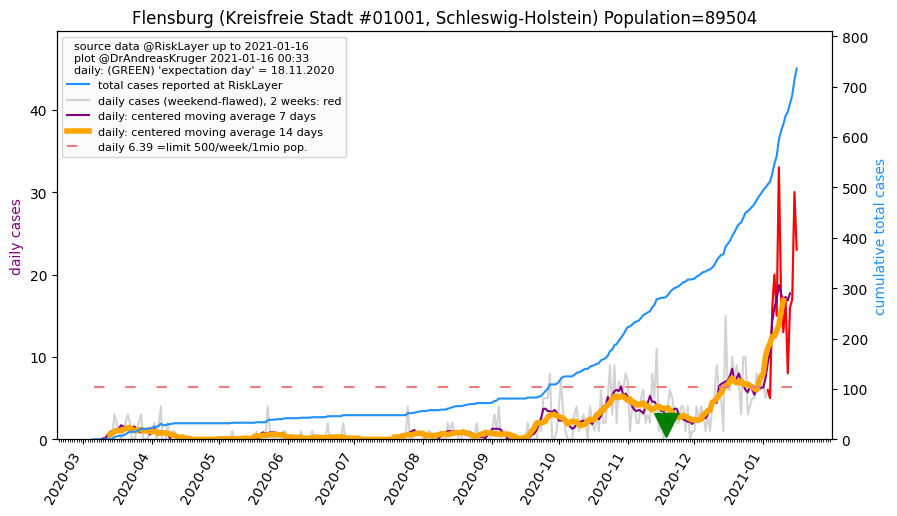 Flensburg (Kreisfreie Stadt #01001, Schleswig-Holstein) Population=89504
source data @RiskLayer up to 2021-01-16
plot @DrAndreasKruger 2021-01-16 00:33
daily: (GREEN) 'expectation day' = 18.11.2020
total cases reported at RiskLayer
daily cases (weekend-flawed), 2 weeks: red
daily: centered moving average 7 days
daily: centered moving average 14 days
daily 6.39 =limit 500/week/1mio pop.
daily cases
40
30
20
10
0
800
700
600
500
400
300
200
100
0
cumulative total cases
2020-03
2020-04
2020-05
2020-06
2020-07
2020-08
2020-09
2020-10
2020-11
2020-12
2021-01